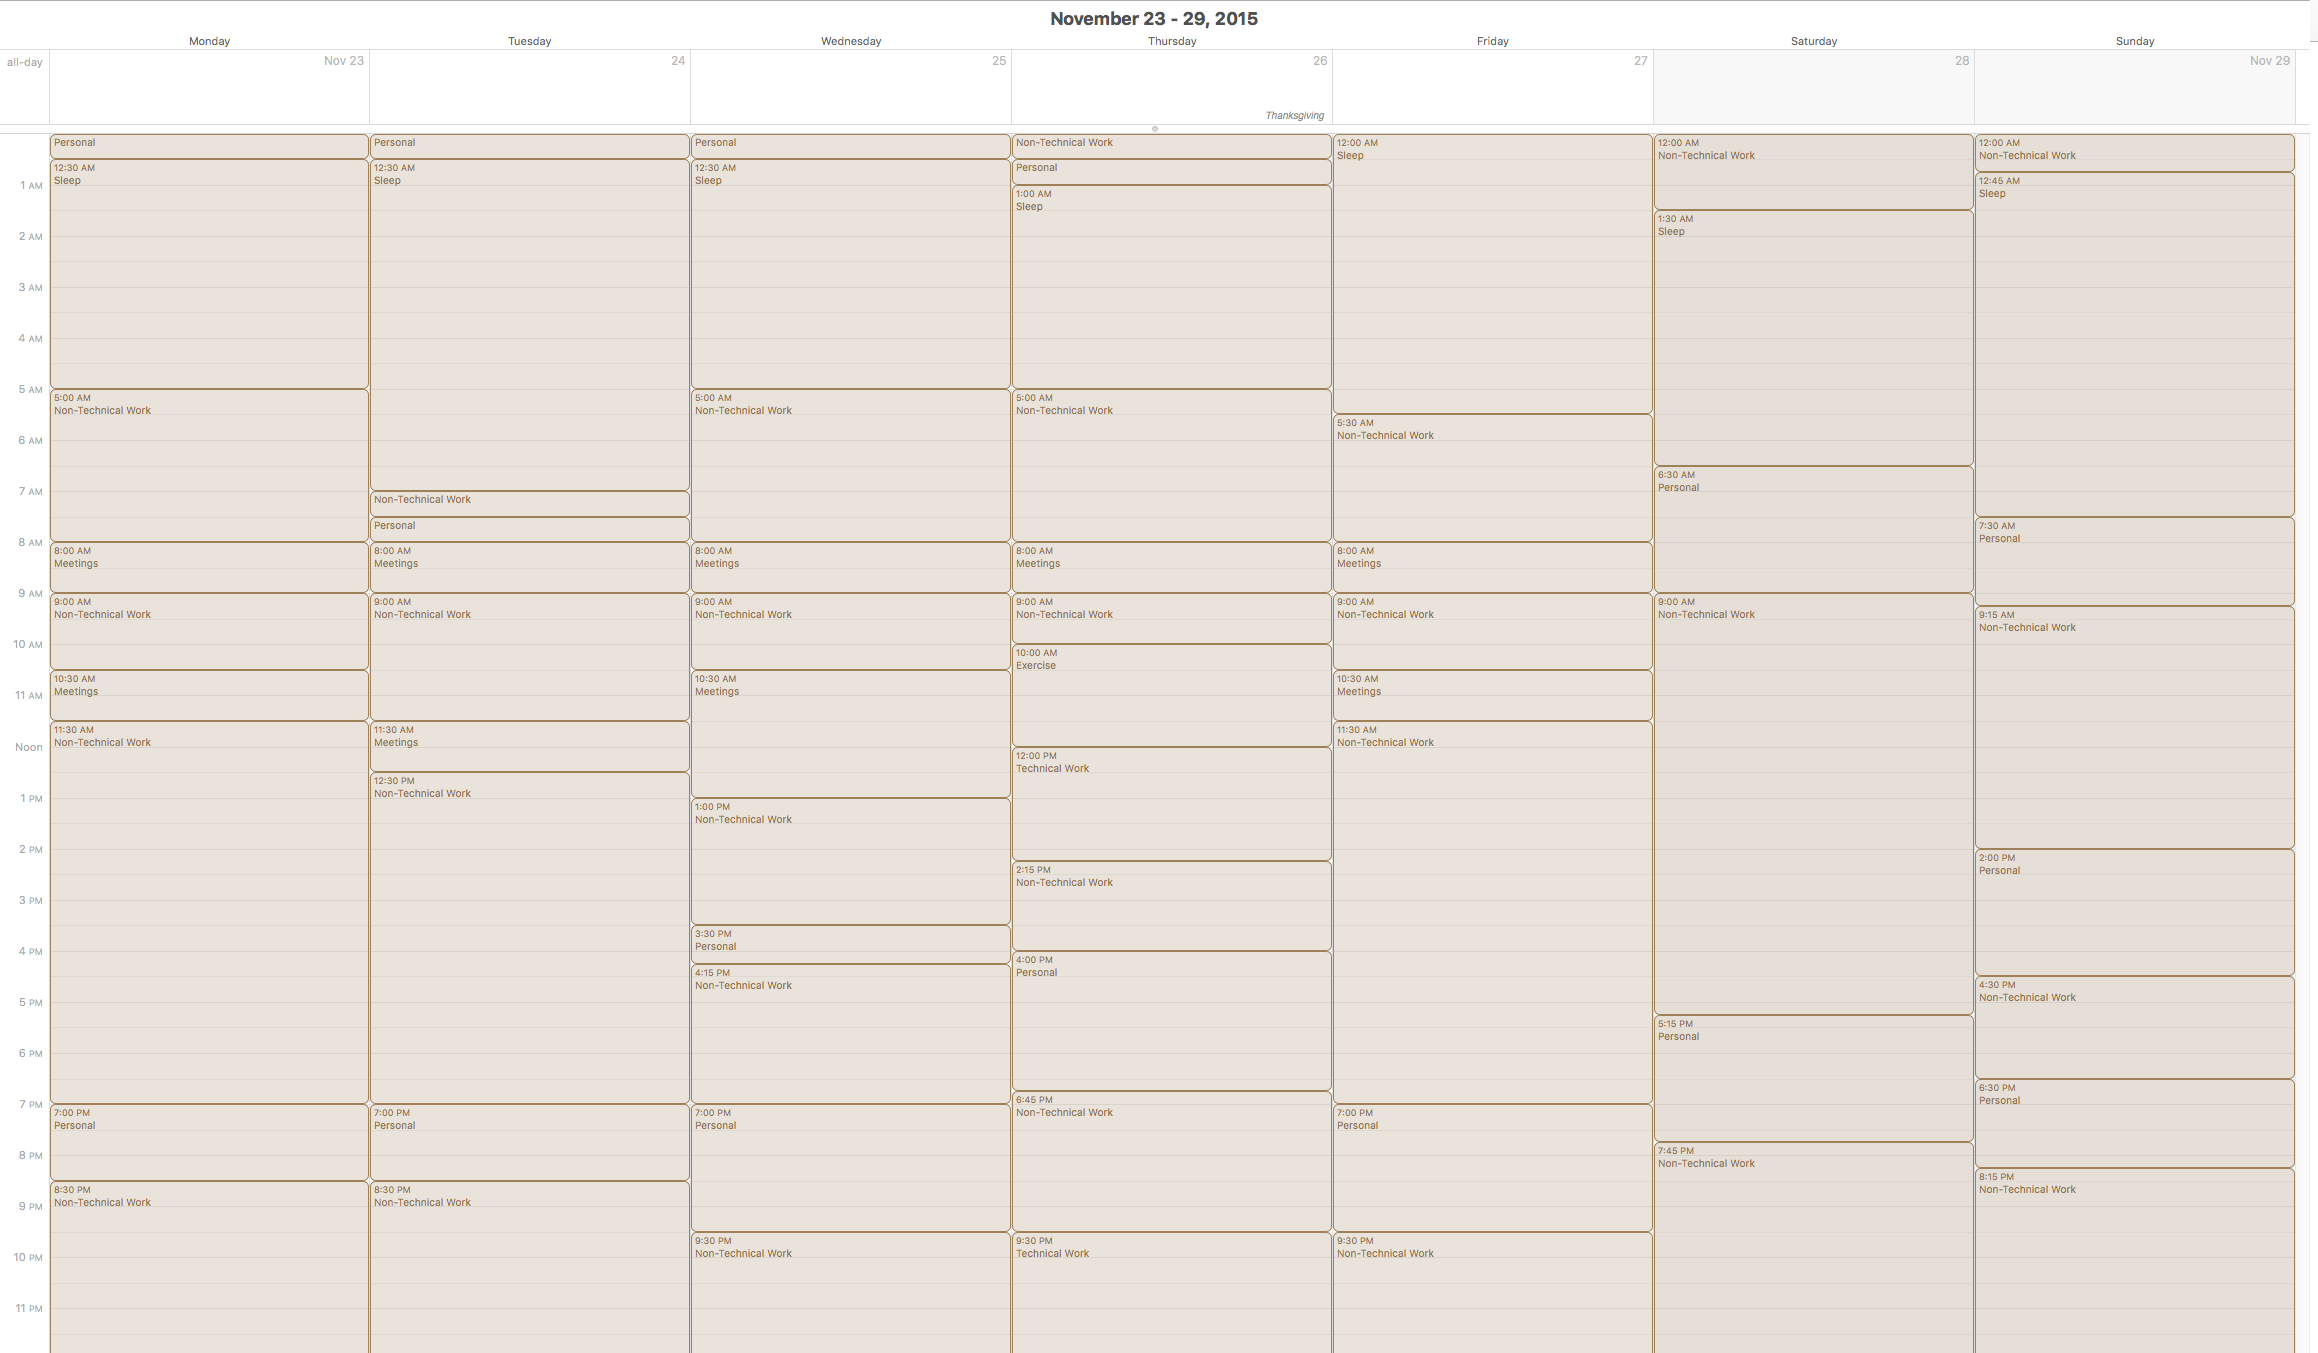 November 23 - 29, 2015
Monday
Tuesday
Wednesday
Thursday
Friday
Saturday
Sunday
all-day
Nov 23
24
25
26
27
28
Nov 29
Thanksgiving
1 AM
2 AM
3 AM
4 AM
5 AM
6 AM
7 AM
8 AM
9 AM
10 AM
11 AM
Noon
1 PM
2 PM
3 PM
4 PM
5 PM
6 PM
7 PM
8 PM
9 PM
10 PM
11 PM
Personal
12:30 AM
Sleep
5:00 AM
Non-Technical Work
8:00 AM
Meetings
9:00 AM
Non-Technical Work
10:30 AM
Meetings
11:30 AM
Non-Technical Work
7:00 PM
Personal
8:30 PM
Non-Technical Work
Personal
12:30 AM
Sleep
Non-Technical Work
Personal
8:00 AM
Meetings
9:00 AM
Non-Technical Work
11:30 AM
Meetings
12:30 PM
Non-Technical Work
7:00 PM
Personal
8:30 PM
Non-Technical Work
Personal
12:30 AM
Sleep
5:00 AM
Non-Technical Work
8:00 AM
Meetings
9:00 AM
Non-Technical Work
10:30 AM
Meetings
1:00 PM
Non-Technical Work
3:30 PM
Personal
4:15 PM
Non-Technical Work
7:00 PM
Personal
9:30 PM
Non-Technical Work
Non-Technical Work
Personal
1:00 AM
Sleep
5:00 AM
Non-Technical Work
8:00 AM
Meetings
9:00 AM
Non-Technical Work
10:00 AM
Exercise
12:00 PM
Technical Work
2:15 PM
Non-Technical Work
4:00 PM
Personal
6:45 PM
Non-Technical Work
9:30 PM
Technical Work
12:00 AM
Sleep
5:30 AM
Non-Technical Work
8:00 AM
Meetings
9:00 AM
Non-Technical Work
10:30 AM
Meetings
11:30 AM
Non-Technical Work
7:00 PM
Personal
9:30 PM
Non-Technical Work
12:00 AM
Non-Technical Work
1:30 AM
Sleep
6:30 AM
Personal
9:00 AM
Non-Technical Work
5:15 PM
Personal
7:45 PM
Non-Technical Work
12:00 AM
Non-Technical Work
12:45 AM
Sleep
7:30 AM
Personal
9:15 AM
Non-Technical Work
2:00 PM
Personal
4:30 PM
Non-Technical Work
6:30 PM
Personal
8:15 PM
Non-Technical Work